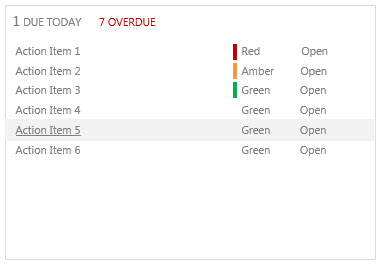 1 DUE TODAY 7 OVERDUE
Action Item 1 Red Open
Action Item 2 Amber Open
Action Item 3 Green Open
Action Item 4 Green Open
Action Item 5 Green Open
Action Item 6 Green Open